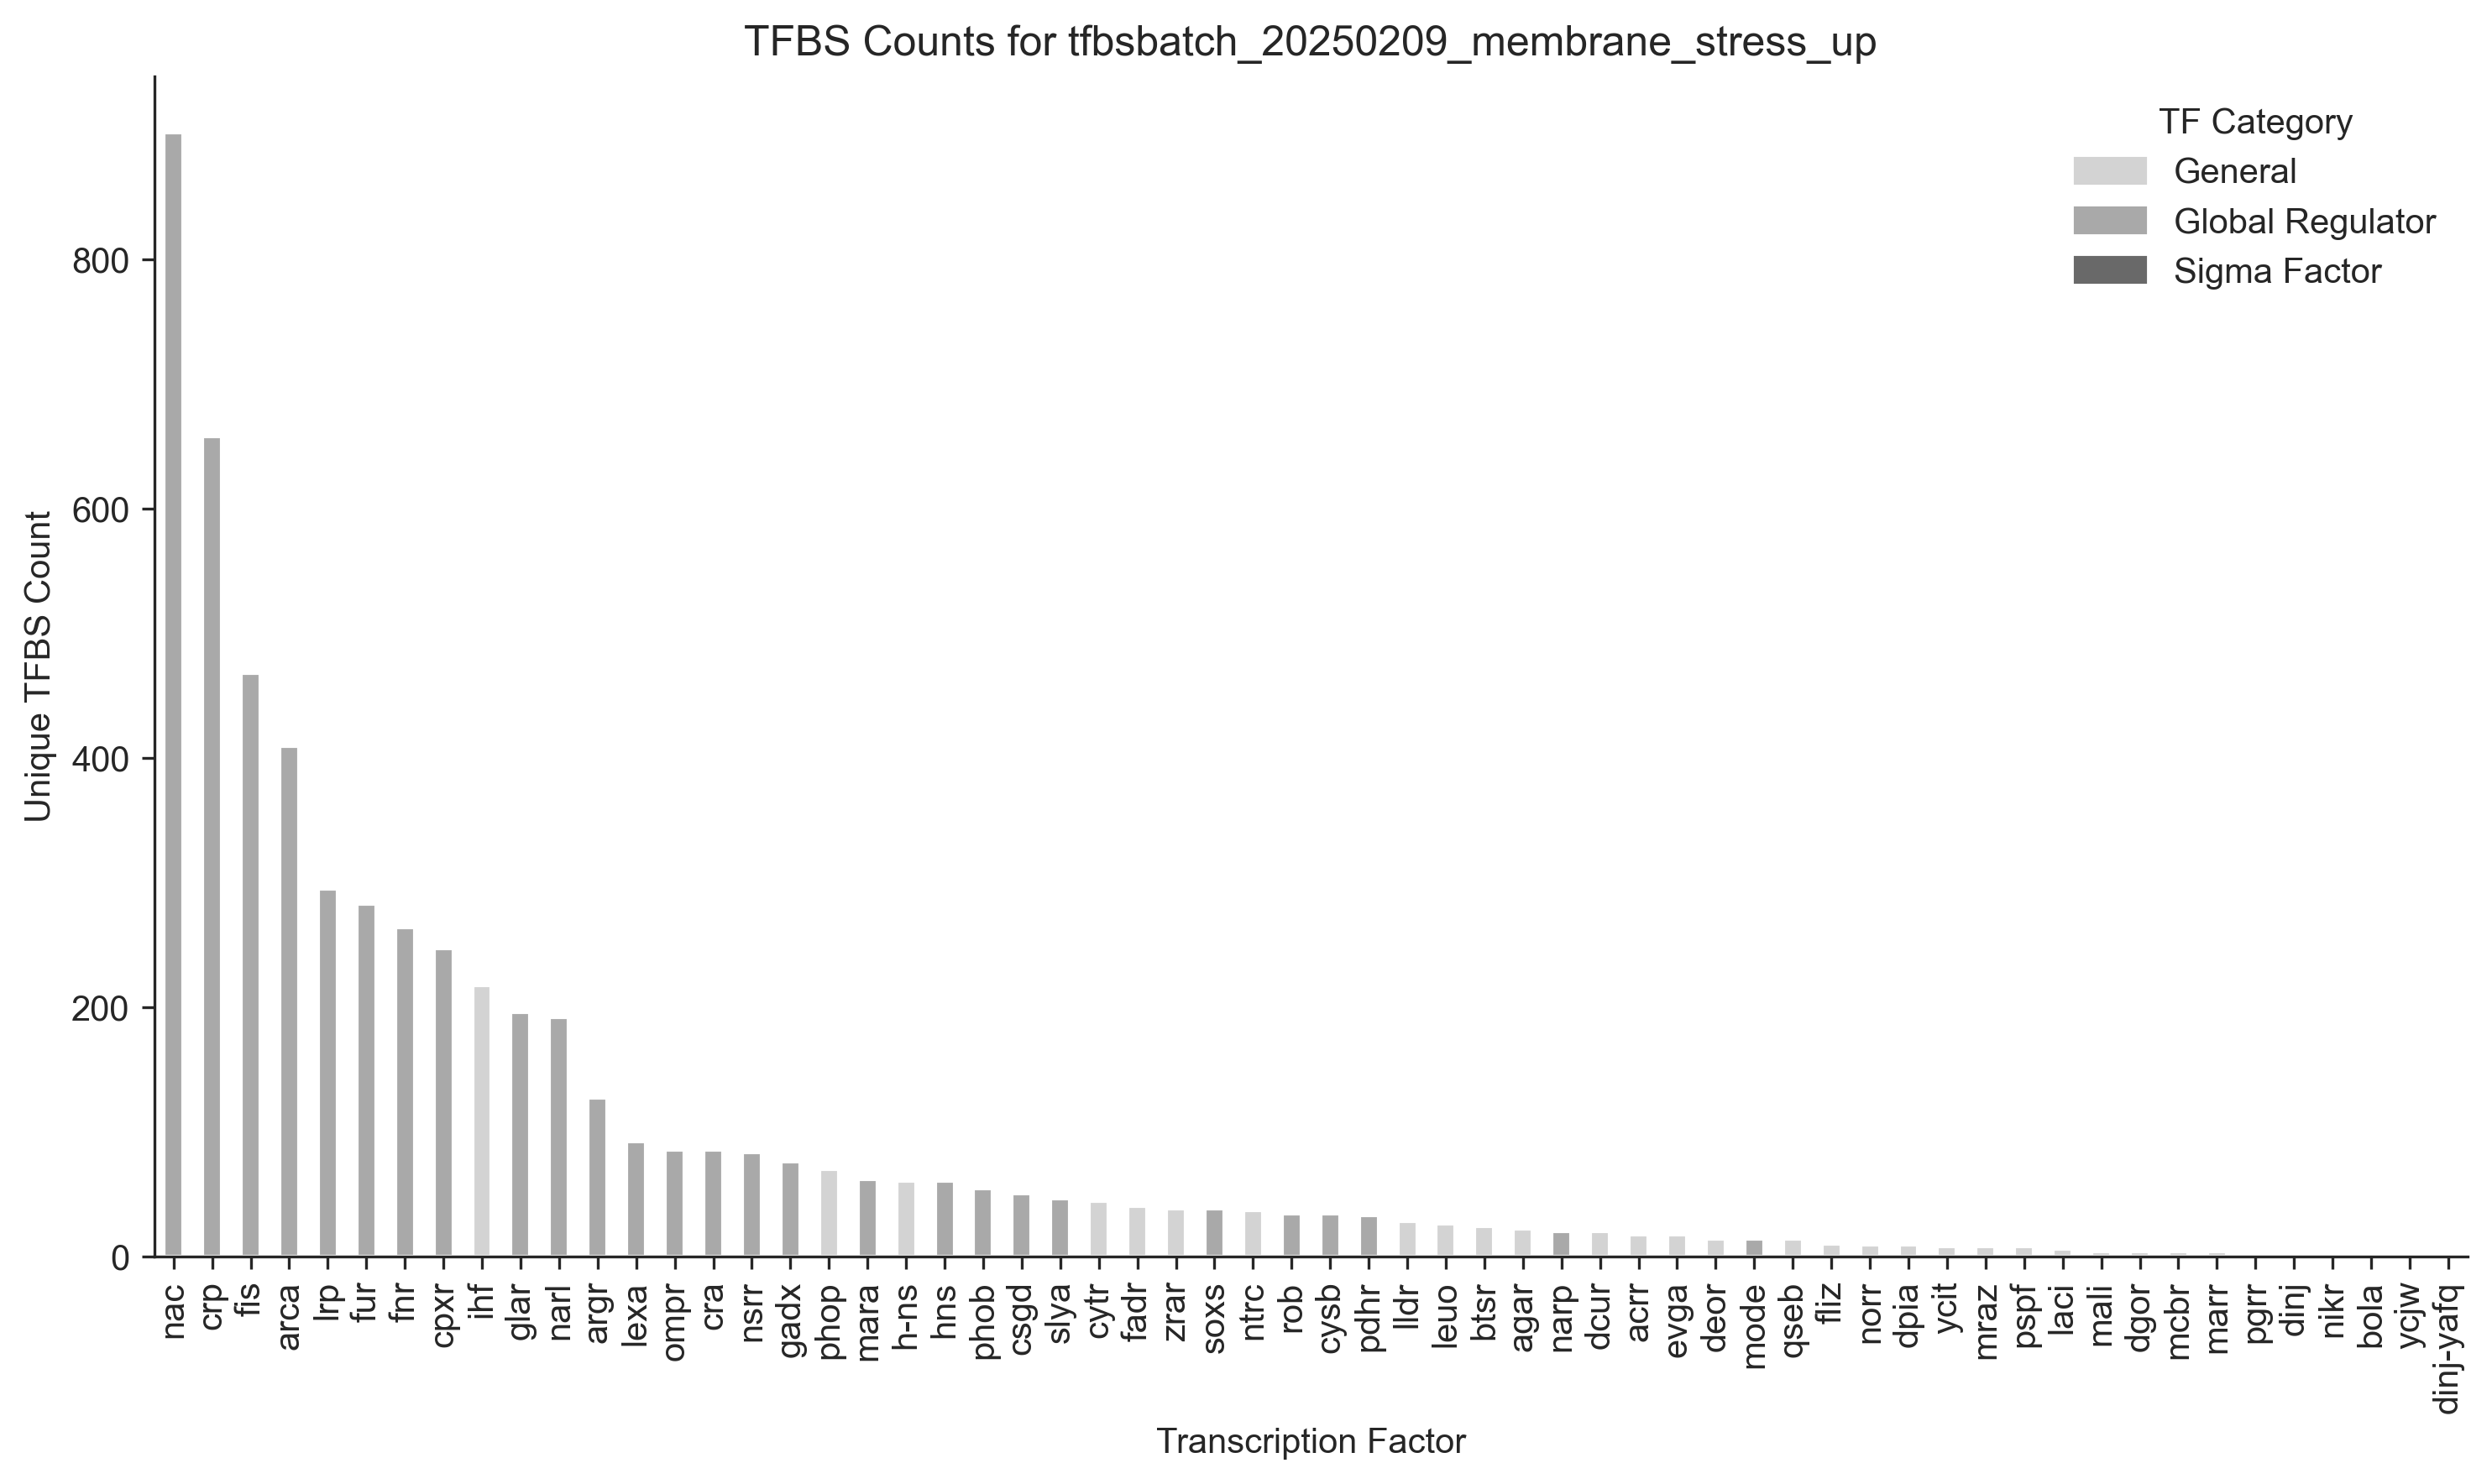 TFBS Counts for tfbsbatch_20250209_membrane_stress_up
TF Category
General
Global Regulator
Sigma Factor
Unique TFBS Count
800
600
400
200
0
nac
crp
fis
arca
lrp
fur
fnr
cpxr
ihf
glar
narl
argr
lexa
ompr
cra
nsrr
gadx
phop
mara
h-ns
hns
phob
csgd
slya
cytr
fadr
zrar
soxs
ntrc
rob
cysb
pdhr
lldr
leuo
btsr
agar
narp
dcur
acrr
evga
deor
mode
qseb
fliz
norr
dpia
ycit
mraz
pspf
laci
mali
dgor
mcbr
marr
pgrr
dinj
nikr
bola
ycjw
dinj-yafq
Transcription Factor